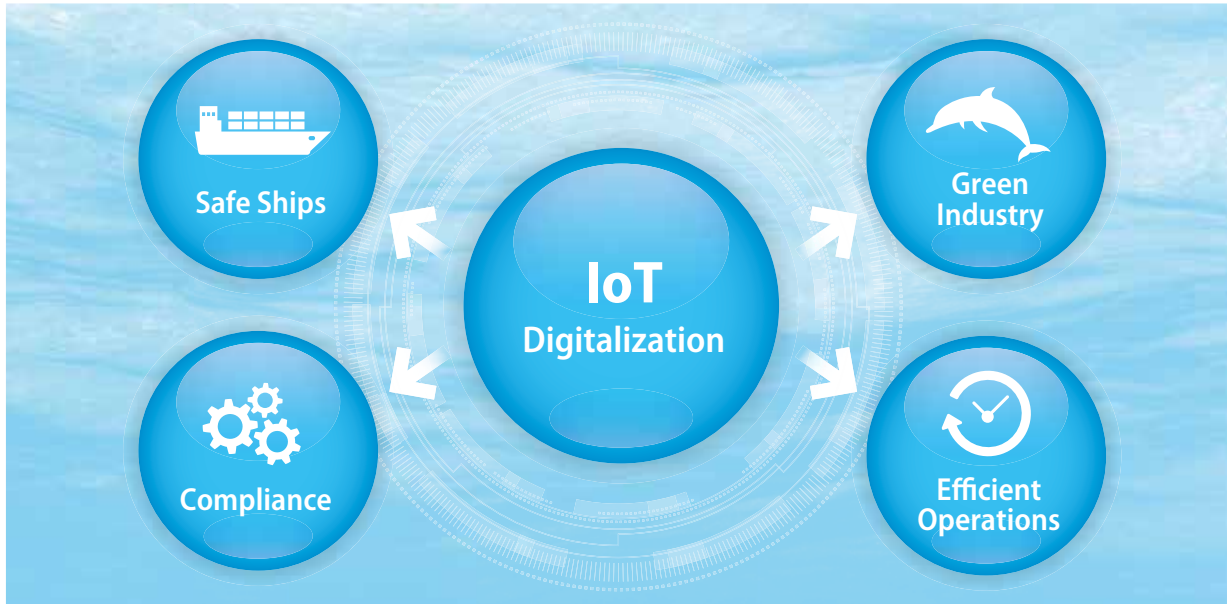 Safe Ships
Green
Industry
IoT
Digitalization
Compliance
Efficient
Operations